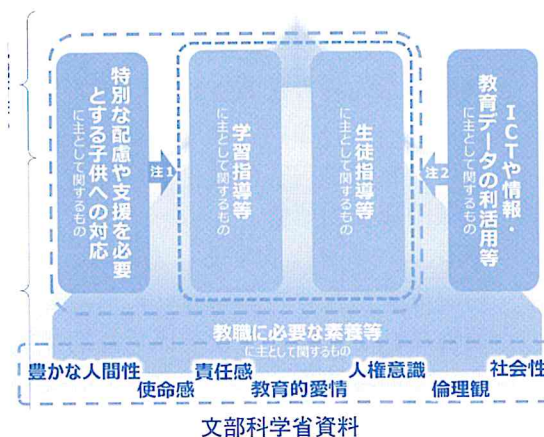 特別な配慮や支援を必要
とする子供への対応
に主として関するもの
注1
学習指導等
に主として関するもの
生徒指導等
に主として関するもの
注2
ICTや情報・
教育データの利活用等
に主として関するもの
教職に必要な素養等
に主として関するもの
豊かな人間性
使命感
責任感
教育的愛情
人権意識
倫理観
社会性
文部科学省資料